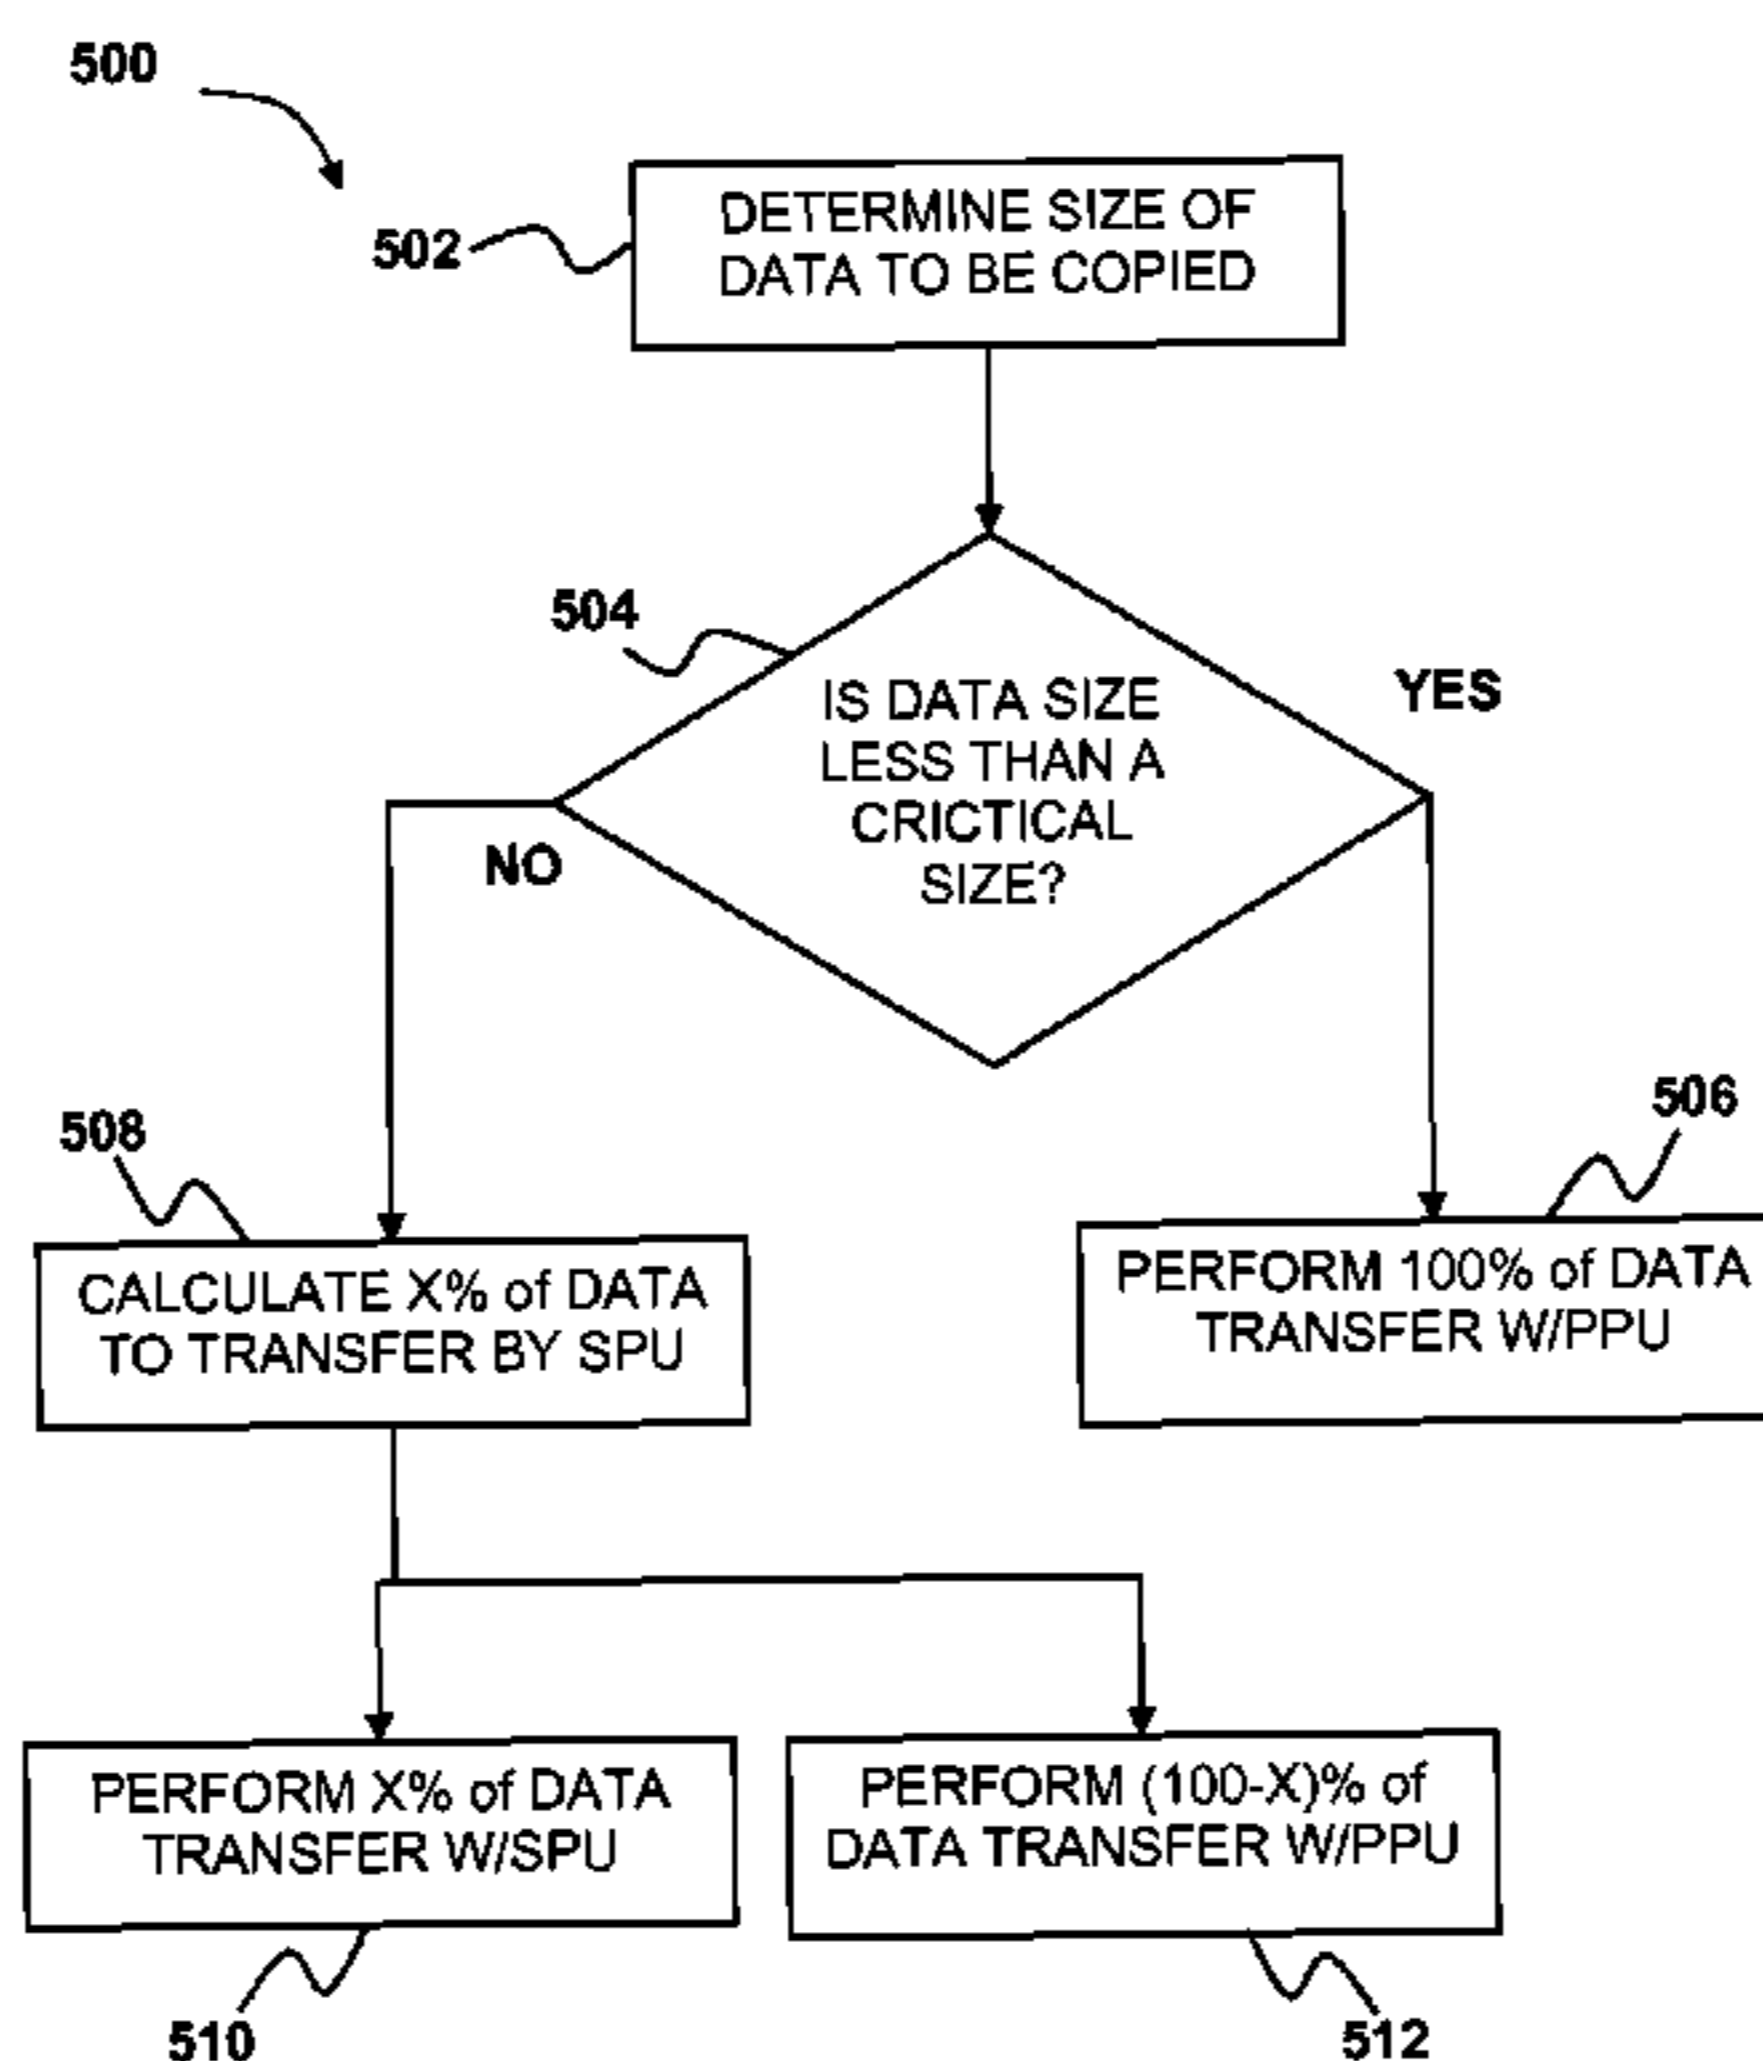 500
502
DETERMINE SIZE OF
DATA TO BE COPIED
504
IS DATA SIZE
LESS THAN A
CRICTICAL
SIZE?
YES
NO
508
CALCULATE X% of DATA
TO TRANSFER BY SPU
506
PERFORM 100% of DATA
TRANSFER W/PPU
PERFORM X% of DATA
TRANSFER W/SPU
510
PERFORM (100-X)% of
DATA TRANSFER W/PPU
512